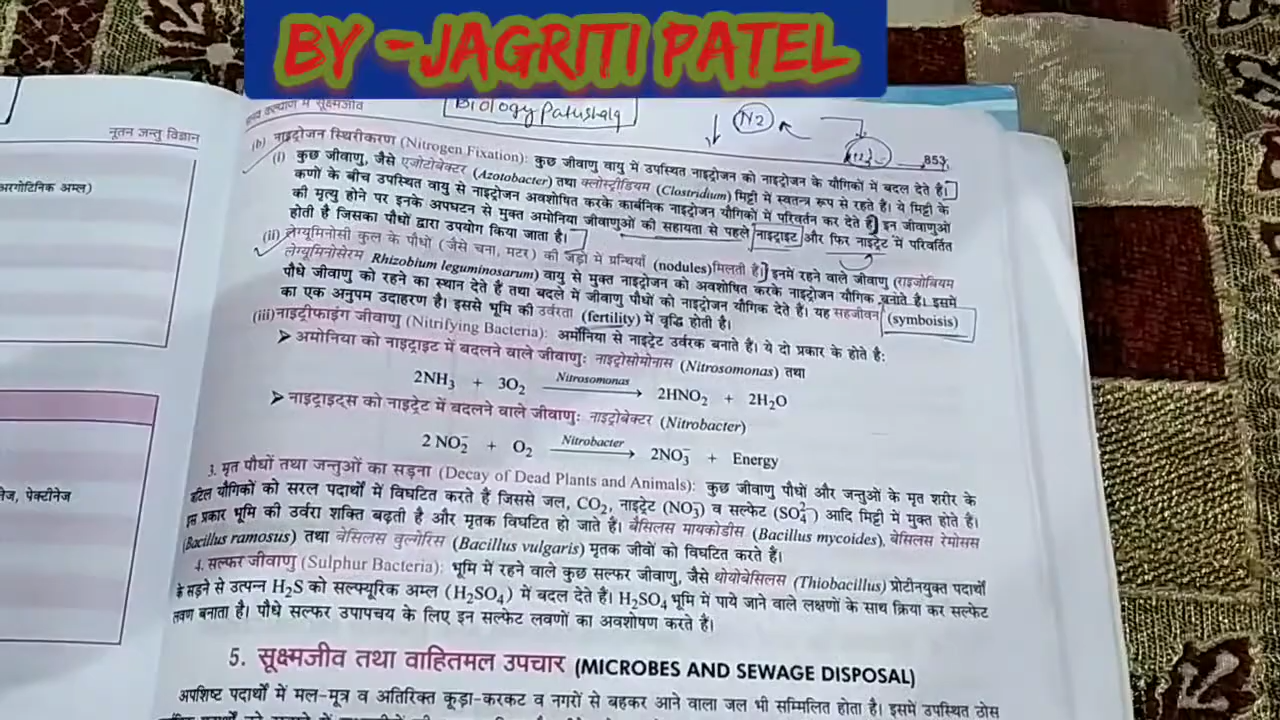 BY -JAGRITI PATEL
कल्याण में सूक्ष्मजीव
Biology Patushala
N2
853
नूतन जन्तु विज्ञान
(b) नाइट्रोजन स्थिरीकरण (Nitrogen Fixation): कुछ जीवाणु वायु में उपस्थित नाइट्रोजन को नाइट्रोजन के यौगिकों में बदल देते हैं।
(i) कुछ जीवाणु, जैसे एजोटोबेक्टर (Azotobacter) तथा क्लोस्ट्रीडियम (Clostridium) मिट्टी में स्वतन्त्र रूप से रहते हैं। ये मिट्टी के
कणों के बीच उपस्थित वायु से नाइट्रोजन अवशोषित करके कार्बनिक नाइट्रोजन यौगिकों में परिवर्तन कर देते हैं। इन जीवाणुओं
की मृत्यु होने पर इनके अपघटन से मुक्त अमोनिया जीवाणुओं की सहायता से पहले नाइट्राइट और फिर नाइट्रेट में परिवर्तित
होती है जिसका पौधों द्वारा उपयोग किया जाता है।
(ii) लेग्यूमिनोसी कुल के पौधों (जैसे चना, मटर) की जड़ों में ग्रन्थियाँ (nodules) मिलती हैं। इनमें रहने वाले जीवाणु (राइजोबियम
लेग्यूमीनोसेरम Rhizobium leguminosarum) वायु से मुक्त नाइट्रोजन को अवशोषित करके नाइट्रोजन यौगिक बनाते है। इसमें
पौधे जीवाणु को रहने का स्थान देते हैं तथा बदले में जीवाणु पौधों को नाइट्रोजन यौगिक देते हैं। यह सहजीवन (symboisis)
का एक अनुपम उदाहरण है। इससे भूमि की उर्वरता (fertility) में वृद्धि होती है।
(iii) नाइट्रीफाइंग जीवाणु (Nitrifying Bacteria): अमोनिया से नाइट्रेट उर्वरक बनाते हैं। ये दो प्रकार के होते है:
➤ अमोनिया को नाइट्राइट में बदलने वाले जीवाणु: नाइट्रोसोमोनास (Nitrosomonas) तथा
2NH₃ + 3O₂ —Nitrosomonas→ 2HNO₂ + 2H₂O
➤ नाइट्राइट्स को नाइट्रेट में बदलने वाले जीवाणु: नाइट्रोबेक्टर (Nitrobacter)
2 NO₂⁻ + O₂ —Nitrobacter→ 2NO₃⁻ + Energy
3. मृत पौधों तथा जन्तुओं का सड़ना (Decay of Dead Plants and Animals): कुछ जीवाणु पौधों और जन्तुओं के मृत शरीर के
जटिल यौगिकों को सरल पदार्थों में विघटित करते हैं जिससे जल, CO₂, नाइट्रेट (NO₃⁻) व सल्फेट (SO₄²⁻) आदि मिट्टी में मुक्त होते हैं।
इस प्रकार भूमि की उर्वरा शक्ति बढ़ती है और मृतक विघटित हो जाते हैं। बैसिलस मायकोडीस (Bacillus mycoides), बेसिलस रेमोसस
(Bacillus ramosus) तथा बेसिलस वुल्गेरिस (Bacillus vulgaris) मृतक जीवों को विघटित करते हैं।
4. सल्फर जीवाणु (Sulphur Bacteria): भूमि में रहने वाले कुछ सल्फर जीवाणु, जैसे थोयोबेसिलस (Thiobacillus) प्रोटीनयुक्त पदार्थों
के सड़ने से उत्पन्न H₂S को सल्फ्यूरिक अम्ल (H₂SO₄) में बदल देते हैं। H₂SO₄ भूमि में पाये जाने वाले लक्षणों के साथ क्रिया कर सल्फेट
लवण बनाता है। पौधे सल्फर उपापचय के लिए इन सल्फेट लवणों का अवशोषण करते हैं।
5. सूक्ष्मजीव तथा वाहितमल उपचार (MICROBES AND SEWAGE DISPOSAL)
अपशिष्ट पदार्थों में मल-मूत्र व अतिरिक्त कूड़ा-करकट व नगरों से बहकर आने वाला जल भी सम्मिलित होता है। इसमें उपस्थित ठोस